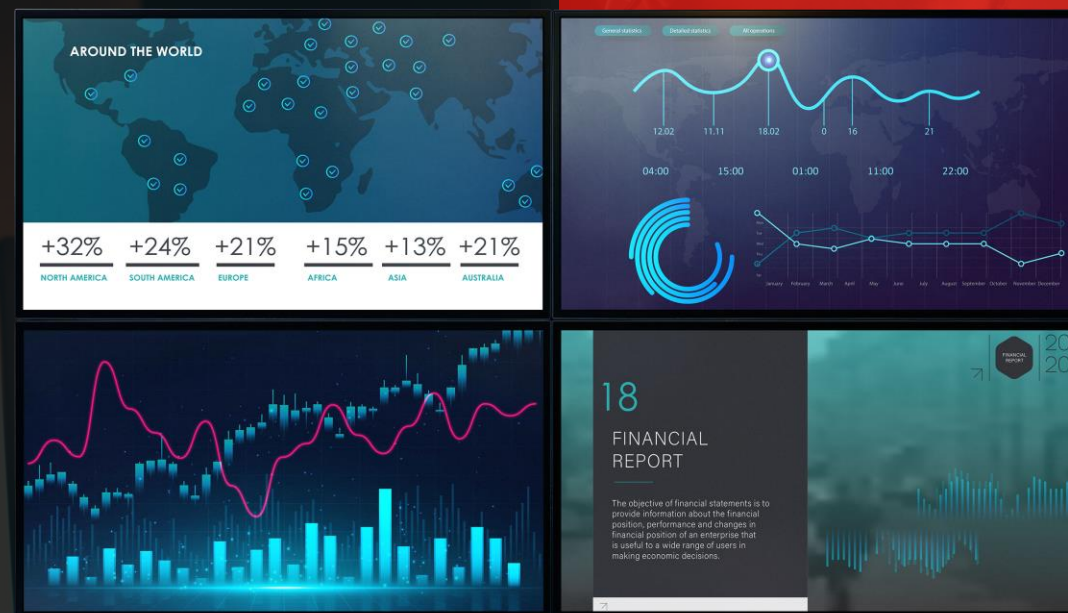 AROUND THE WORLD
+32%
+24%
+21%
+15%
+13%
+21%
NORTH AMERICA
SOUTH AMERICA
EUROPE
AFRICA
ASIA
AUSTRALIA
General statistics
Detailed statistics
All operations
12.02
11.11
18.02
0
16
21
04:00
15:00
01:00
11:00
22:00
January
February
March
April
May
June
July
August
September
October
November
December
18
FINANCIAL
REPORT
The objective of financial statements is to
provide information about the financial
position, performance and changes in
financial position of an enterprise that
is useful to a wide range of users in
making economic decisions.
FINANCIAL
REPORT
20
20